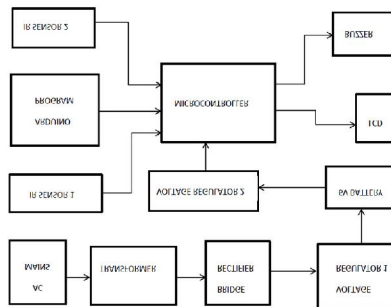 AC
MAINS
TRANSFORMER
BRIDGE
RECTIFIER
VOLTAGE
REGULATOR 1
IR SENSOR 1
VOLTAGE REGULATOR 2
6V BATTERY
ARDUINO
PROGRAM
MICROCONTROLLER
LCD
IR SENSOR 2
BUZZER